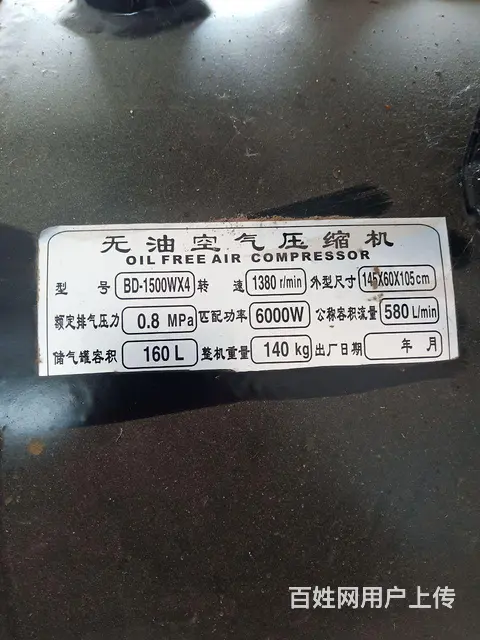 无油空气压缩机
OIL FREE AIR COMPRESSOR
型 号 BD-1500WX4 转 速 1380 r/min 外型尺寸 145X60X105cm
额定排气压力 0.8 MPa 匹配功率 6000W 公称容积流量 580 L/min
储气罐容积 160 L 整机重量 140 kg 出厂日期 年 月
百姓网用户上传